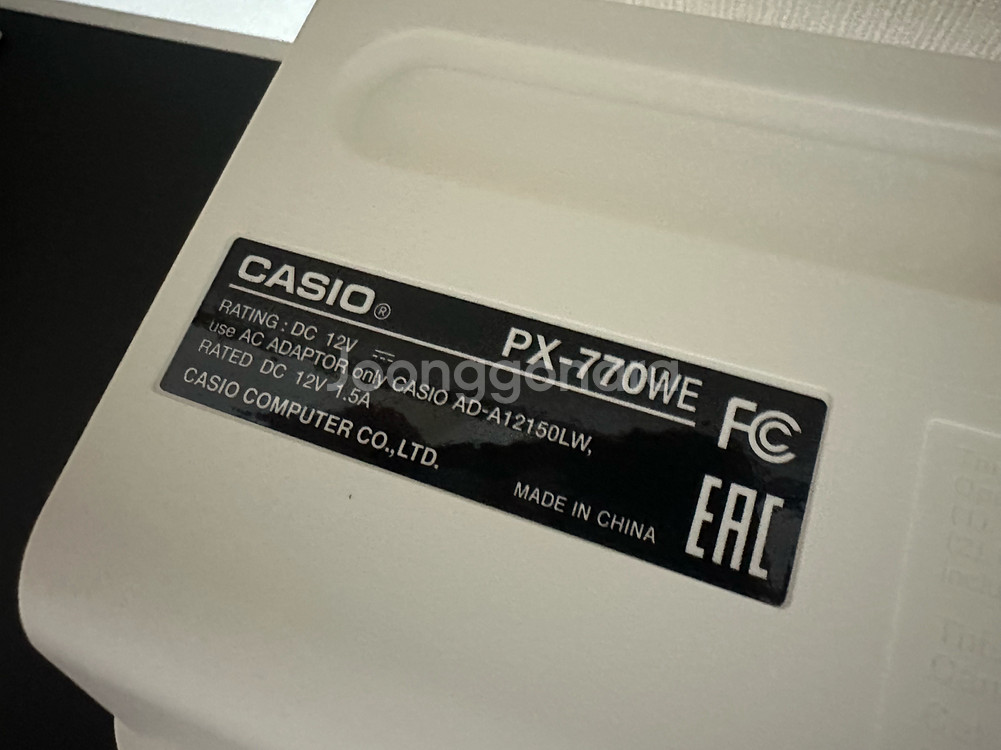 CASIO®
PX-770WE
RATING : DC 12V ⎓
use AC ADAPTOR only CASIO AD-A12150LW,
RATED DC 12V 1.5A
CASIO COMPUTER CO.,LTD.
MADE IN CHINA
FC
EAC
Joonggonara